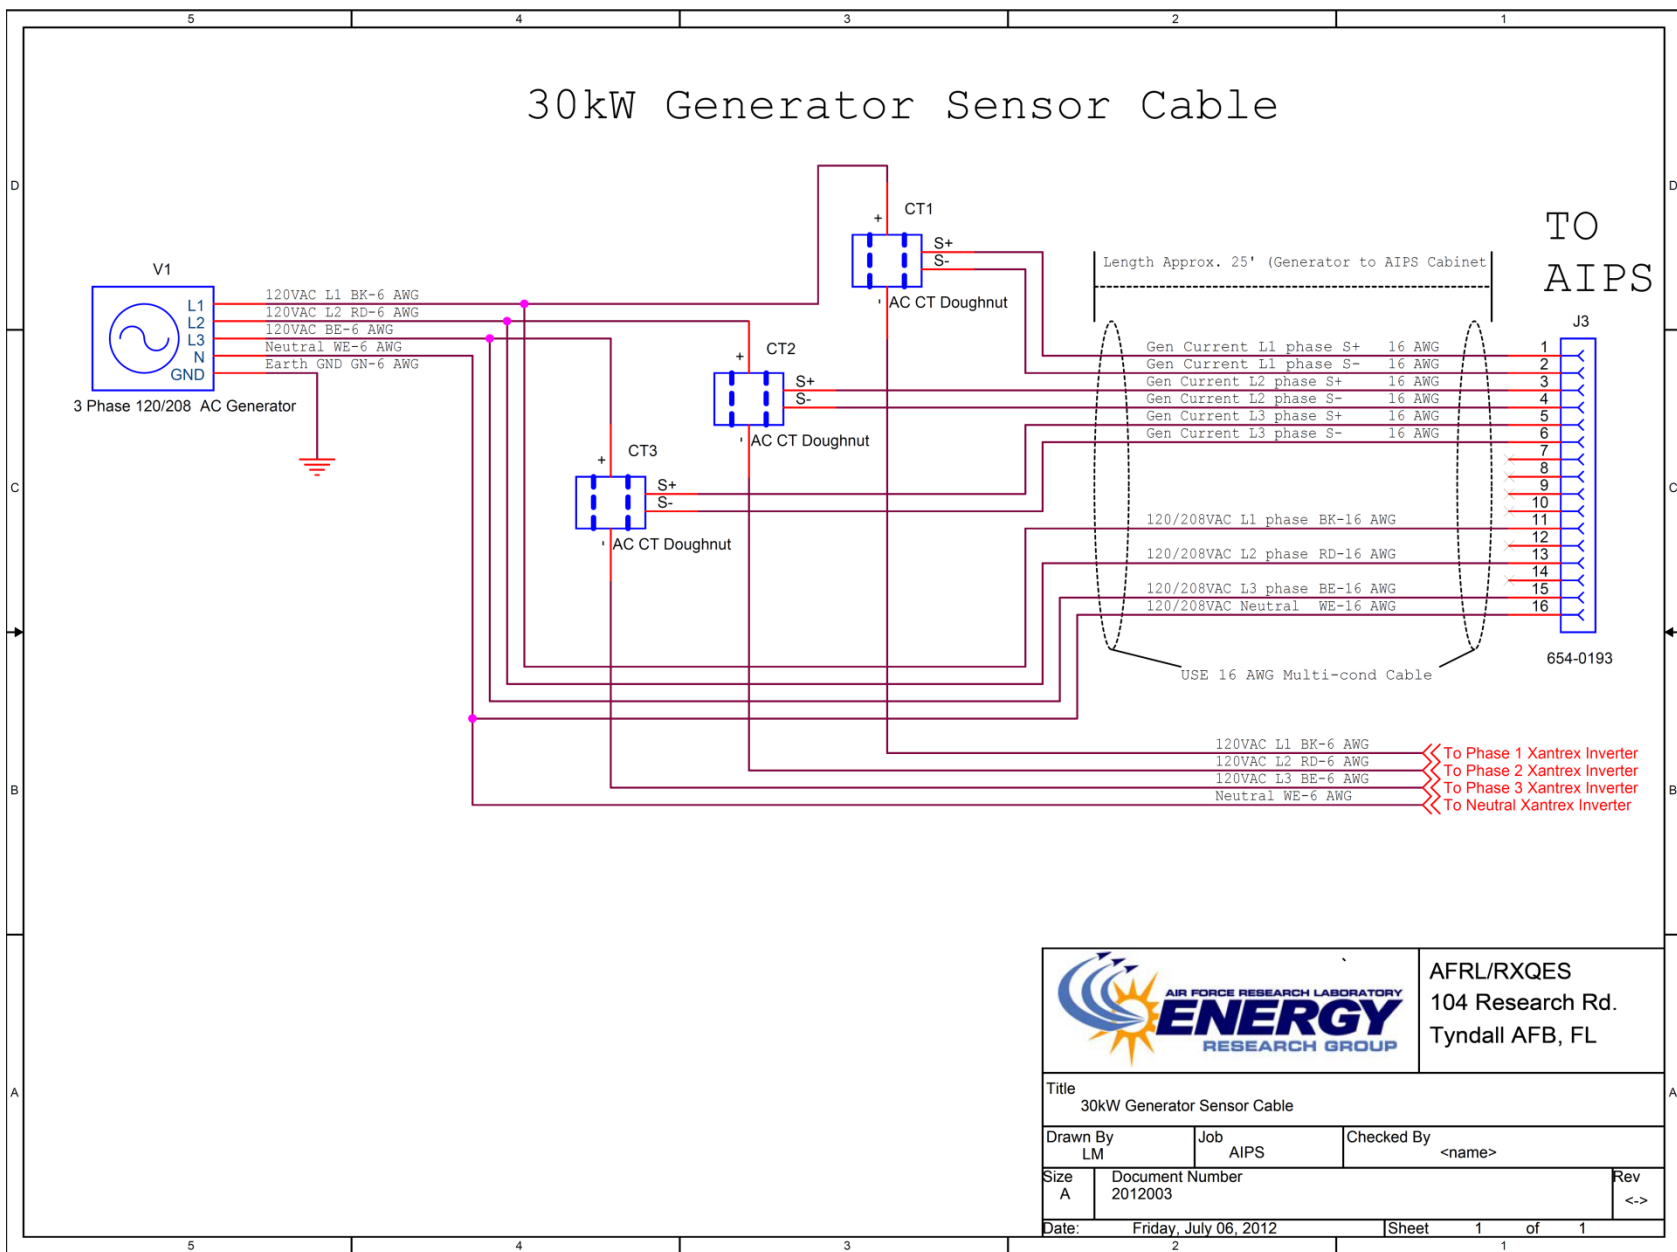 5 4 3 2 1
30kW Generator Sensor Cable
D D
TO
AIPS
CT1
+
S+
S-
- AC CT Doughnut
Length Approx. 25' (Generator to AIPS Cabinet
V1
L1
L2
L3
N
GND
120VAC L1 BK-6 AWG
120VAC L2 RD-6 AWG
120VAC BE-6 AWG
Neutral WE-6 AWG
Earth GND GN-6 AWG
3 Phase 120/208 AC Generator
CT2
+
S+
S-
- AC CT Doughnut
CT3
+
S+
S-
- AC CT Doughnut
J3
Gen Current L1 phase S+ 16 AWG 1
Gen Current L1 phase S- 16 AWG 2
Gen Current L2 phase S+ 16 AWG 3
Gen Current L2 phase S- 16 AWG 4
Gen Current L3 phase S+ 16 AWG 5
Gen Current L3 phase S- 16 AWG 6
7
8
9
10
120/208VAC L1 phase BK-16 AWG 11
12
120/208VAC L2 phase RD-16 AWG 13
14
120/208VAC L3 phase BE-16 AWG 15
120/208VAC Neutral WE-16 AWG 16
654-0193
USE 16 AWG Multi-cond Cable
C C
120VAC L1 BK-6 AWG To Phase 1 Xantrex Inverter
120VAC L2 RD-6 AWG To Phase 2 Xantrex Inverter
120VAC L3 BE-6 AWG To Phase 3 Xantrex Inverter
Neutral WE-6 AWG To Neutral Xantrex Inverter
B B
AIR FORCE RESEARCH LABORATORY
ENERGY
RESEARCH GROUP
AFRL/RXQES
104 Research Rd.
Tyndall AFB, FL
A A
Title
30kW Generator Sensor Cable
Drawn By
LM
Job
AIPS
Checked By
<name>
Size
A
Document Number
2012003
Rev
<->
Date: Friday, July 06, 2012 Sheet 1 of 1
5 4 3 2 1